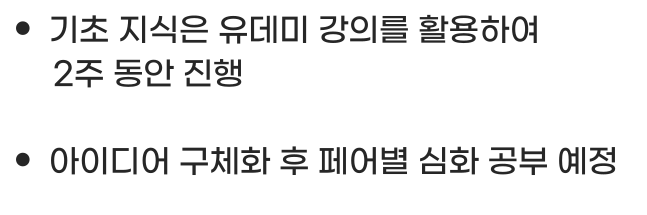 • 기초 지식은 유데미 강의를 활용하여
2주 동안 진행
• 아이디어 구체화 후 페어별 심화 공부 예정